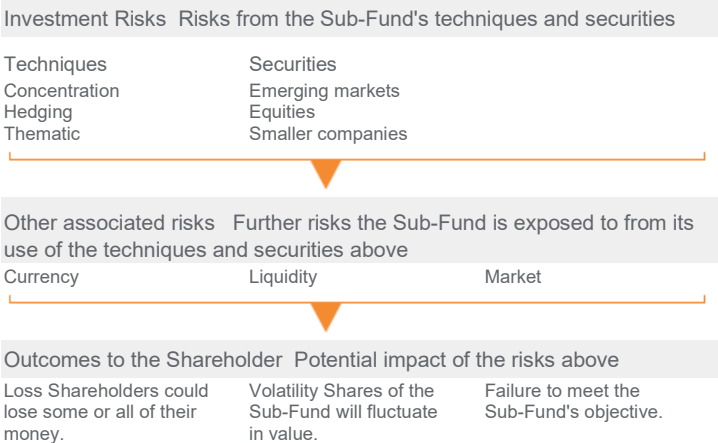 Investment Risks Risks from the Sub-Fund's techniques and securities
Techniques Securities
Concentration Emerging markets
Hedging Equities
Thematic Smaller companies
Other associated risks Further risks the Sub-Fund is exposed to from its
use of the techniques and securities above
Currency Liquidity Market
Outcomes to the Shareholder Potential impact of the risks above
Loss Shareholders could Volatility Shares of the Failure to meet the
lose some or all of their Sub-Fund will fluctuate Sub-Fund's objective.
money. in value.